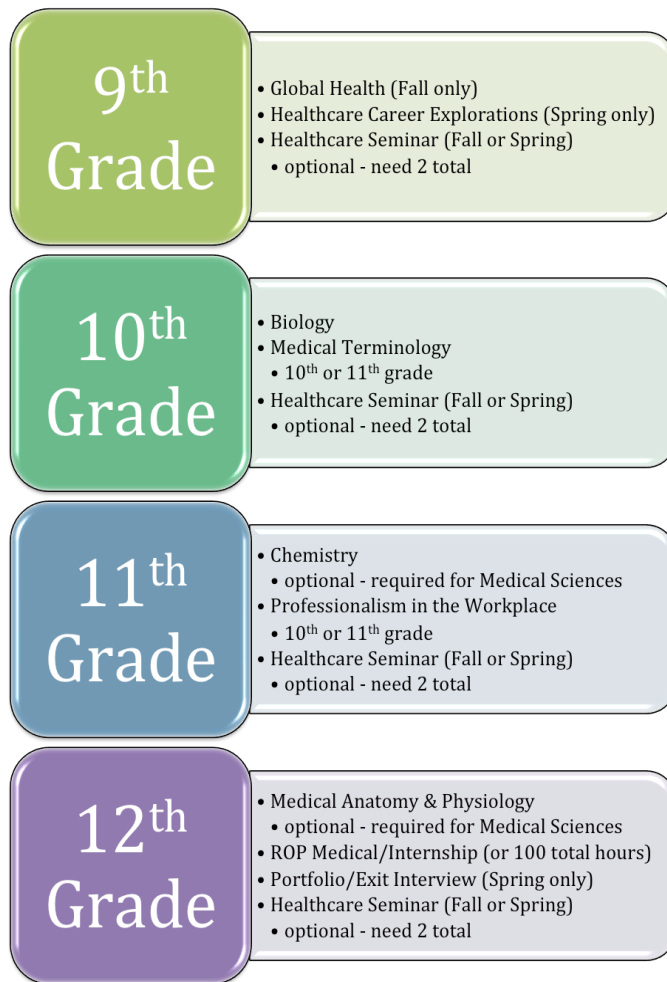 9th
Grade
• Global Health (Fall only)
• Healthcare Career Explorations (Spring only)
• Healthcare Seminar (Fall or Spring)
• optional - need 2 total
10th
Grade
• Biology
• Medical Terminology
• 10th or 11th grade
• Healthcare Seminar (Fall or Spring)
• optional - need 2 total
11th
Grade
• Chemistry
• optional - required for Medical Sciences
• Professionalism in the Workplace
• 10th or 11th grade
• Healthcare Seminar (Fall or Spring)
• optional - need 2 total
12th
Grade
• Medical Anatomy & Physiology
• optional - required for Medical Sciences
• ROP Medical/Internship (or 100 total hours)
• Portfolio/Exit Interview (Spring only)
• Healthcare Seminar (Fall or Spring)
• optional - need 2 total